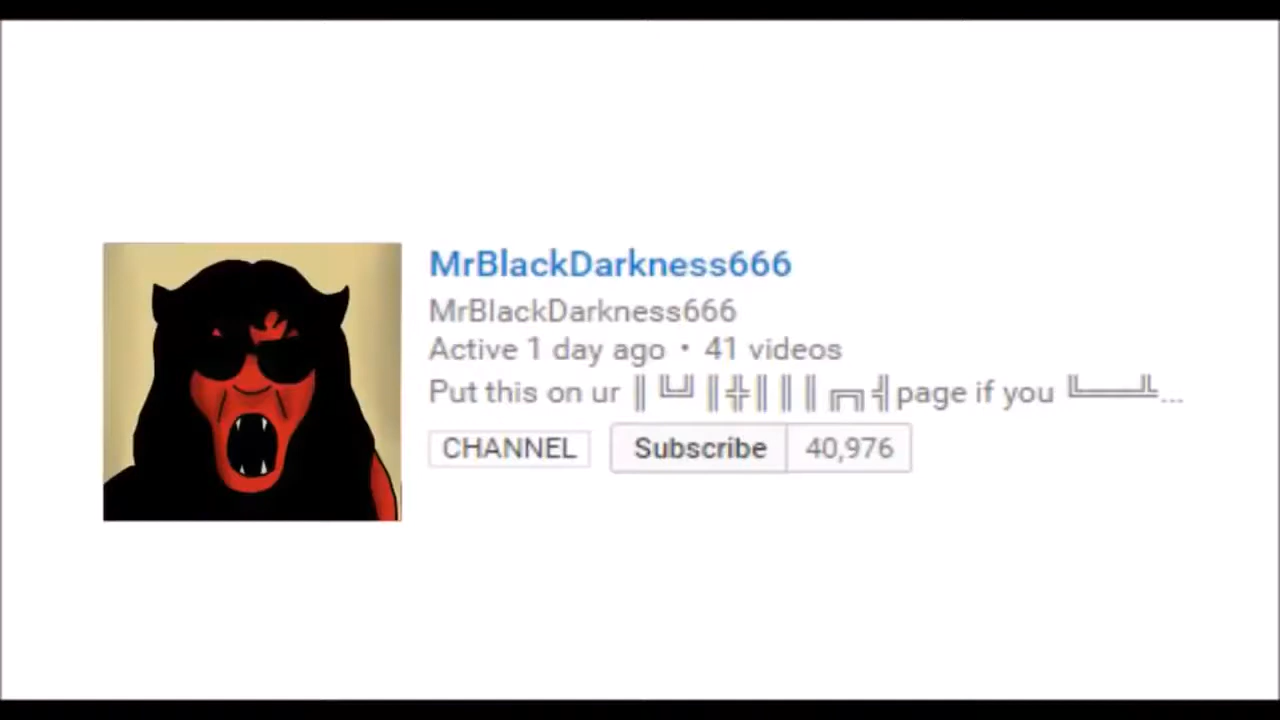 MrBlackDarkness666
MrBlackDarkness666
Active 1 day ago • 41 videos
Put this on ur ║╚╝║╬║║║╔╗╣page if you ╚══╩...
CHANNEL Subscribe 40,976